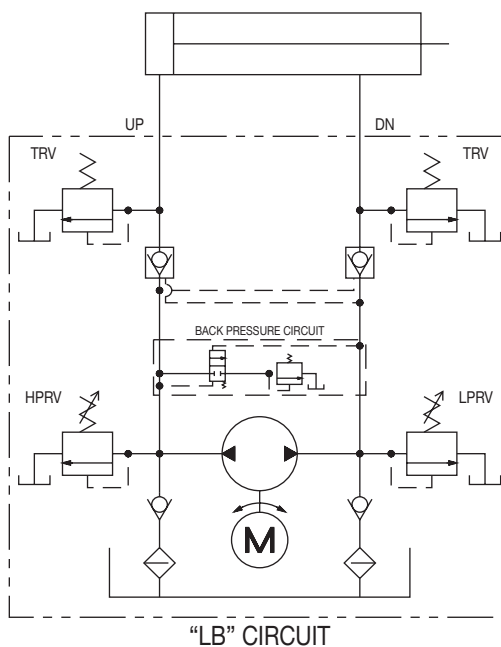 UP
DN
TRV
TRV
BACK PRESSURE CIRCUIT
HPRV
LPRV
M
“LB” CIRCUIT